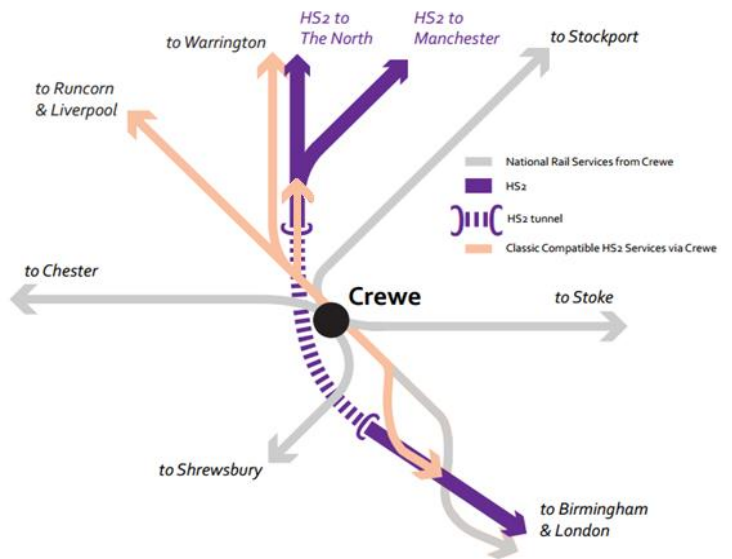 HS2 to
The North
HS2 to
Manchester
to Warrington
to Stockport
to Runcorn
& Liverpool
National Rail Services from Crewe
HS2
HS2 tunnel
Classic Compatible HS2 Services via Crewe
to Chester
Crewe
to Stoke
to Shrewsbury
to Birmingham
& London